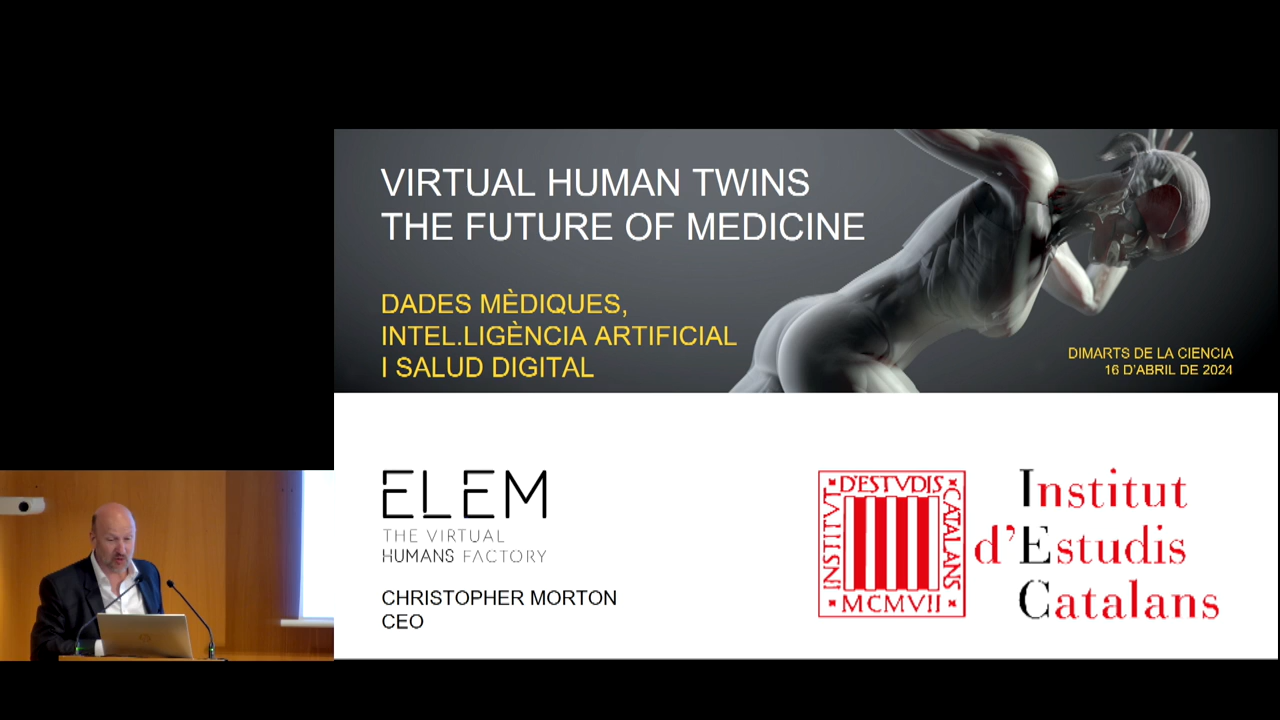 VIRTUAL HUMAN TWINS
THE FUTURE OF MEDICINE
DADES MÈDIQUES,
INTEL.LIGÈNCIA ARTIFICIAL
I SALUD DIGITAL
DIMARTS DE LA CIENCIA
16 D'ABRIL DE 2024
ELEM
THE VIRTUAL
HUMANS FACTORY
CHRISTOPHER MORTON
CEO
INSTITVT
D'ESTVDIS
CATALANS
MCMVII
Institut
d'Estudis
Catalans